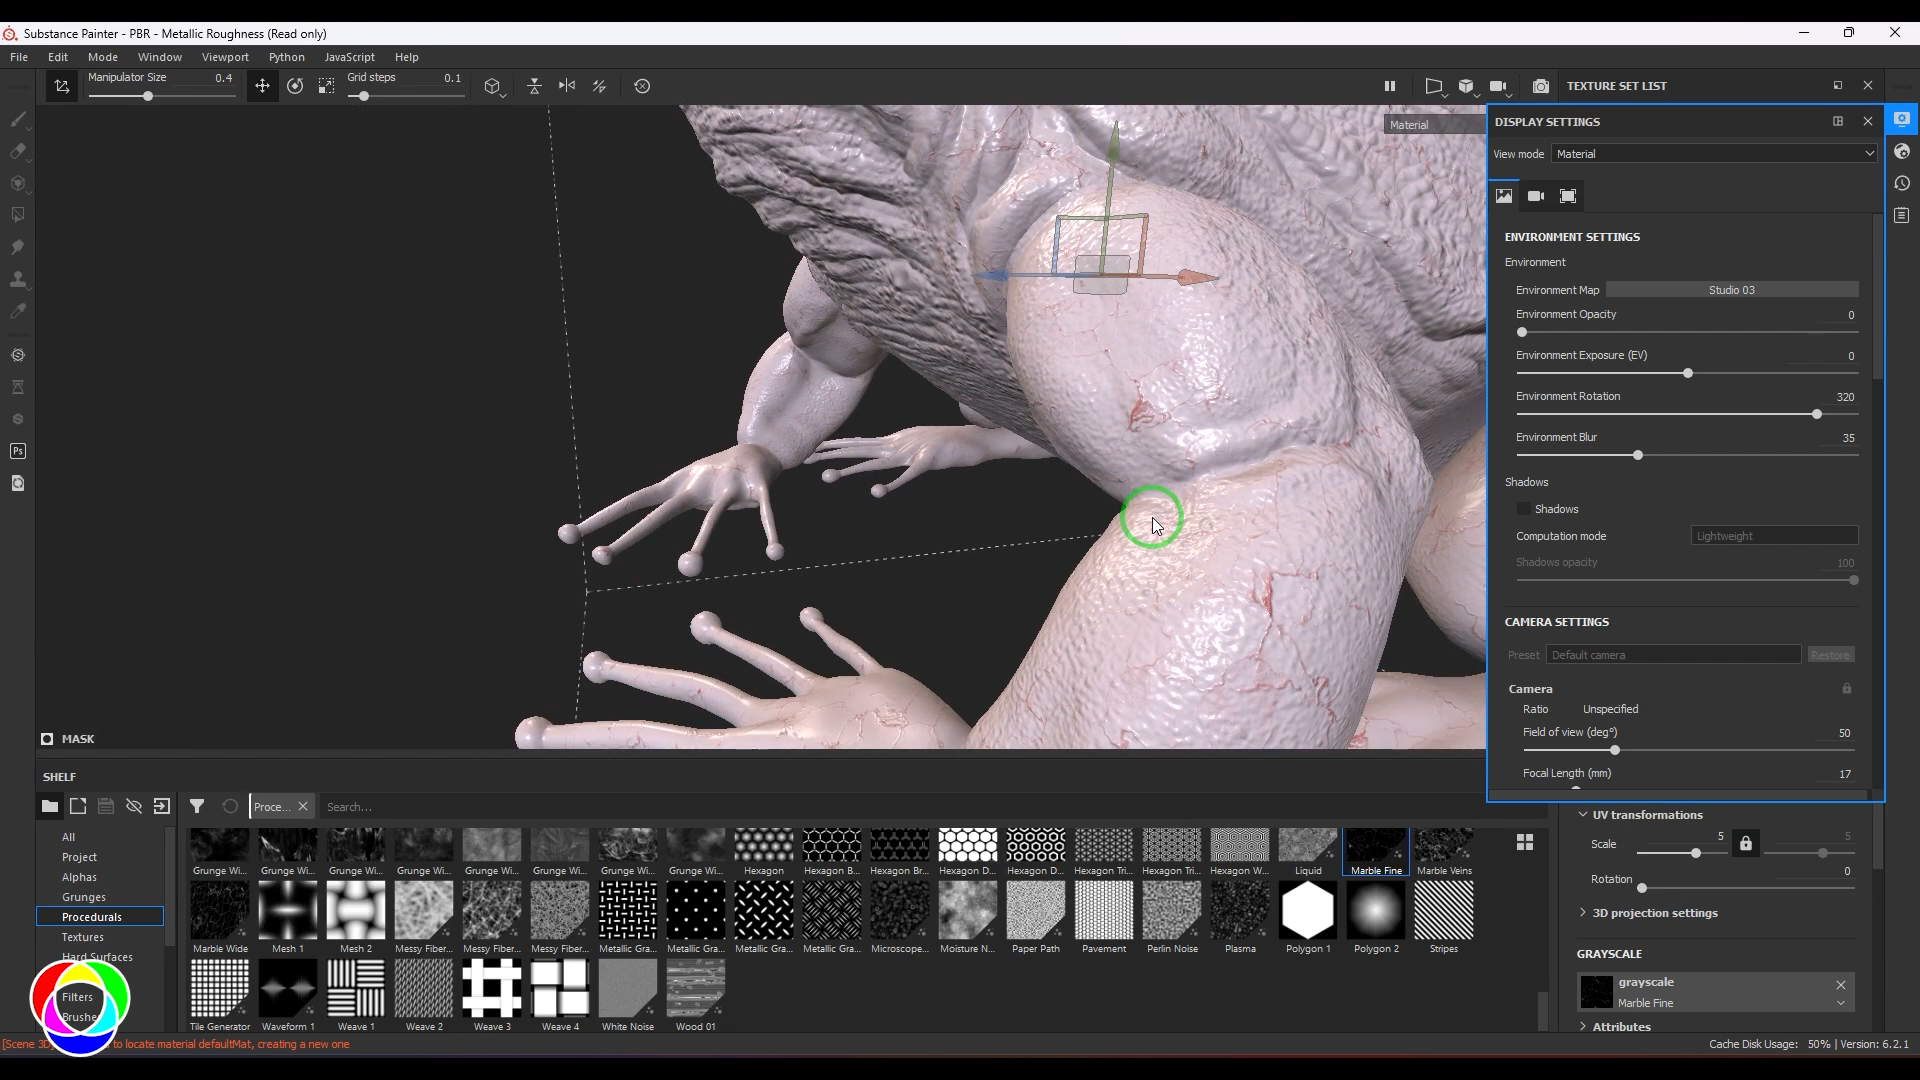 Substance Painter - PBR - Metallic Roughness (Read only)
File Edit Mode Window Viewport Python JavaScript Help
Manipulator Size 0.4 Grid steps 0.1
TEXTURE SET LIST
Material
DISPLAY SETTINGS
View mode Material
ENVIRONMENT SETTINGS
Environment
Environment Map Studio 03
Environment Opacity 0
Environment Exposure (EV) 0
Environment Rotation 320
Environment Blur 35
Shadows
Shadows
Computation mode Lightweight
Shadows opacity 100
CAMERA SETTINGS
Preset Default camera Restore
Camera
Ratio Unspecified
Field of view (deg°) 50
Focal Length (mm) 17
Ps
MASK
SHELF
Proce... Search...
All
Project
Alphas
Grunges
Procedurals
Textures
Hard Surfaces
Filters
Grunge Wi... Grunge Wi... Grunge Wi... Grunge Wi... Grunge Wi... Grunge Wi... Grunge Wi... Grunge Wi... Hexagon Hexagon B... Hexagon Br... Hexagon D... Hexagon D... Hexagon Tri... Hexagon Tri... Hexagon W... Liquid Marble Fine Marble Veins
Marble Wide Mesh 1 Mesh 2 Messy Fiber... Messy Fiber... Messy Fiber... Metallic Gra... Metallic Gra... Metallic Gra... Metallic Gra... Microscope... Moisture N... Paper Path Pavement Perlin Noise Plasma Polygon 1 Polygon 2 Stripes
Tile Generator Waveform 1 Weave 1 Weave 2 Weave 3 Weave 4 White Noise Wood 01
UV transformations
Scale 5 5
Rotation 0
3D projection settings
GRAYSCALE
grayscale
Marble Fine
Attributes
[Scene 3D] to locate material defaultMat, creating a new one
Cache Disk Usage: 50% | Version: 6.2.1